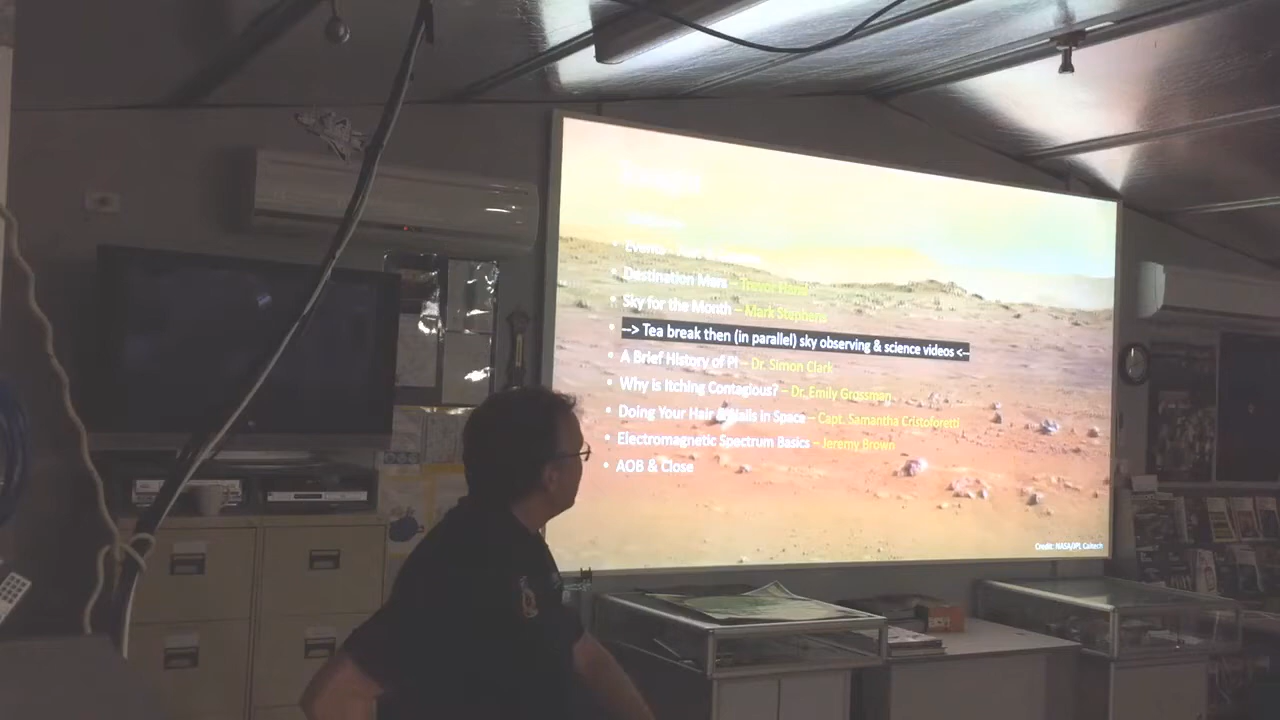 Destination Mars – Trevor
Sky for the Month – Mark Stephens
--> Tea break then (in parallel) sky observing & science videos <--
A Brief History of Pi – Dr. Simon Clark
Why is Itching Contagious? – Dr. Emily Grossman
Doing Your Hair & Nails in Space – Capt. Samantha Cristoforetti
Electromagnetic Spectrum Basics – Jeremy Brown
AOB & Close
Credit: NASA/JPL Caltech